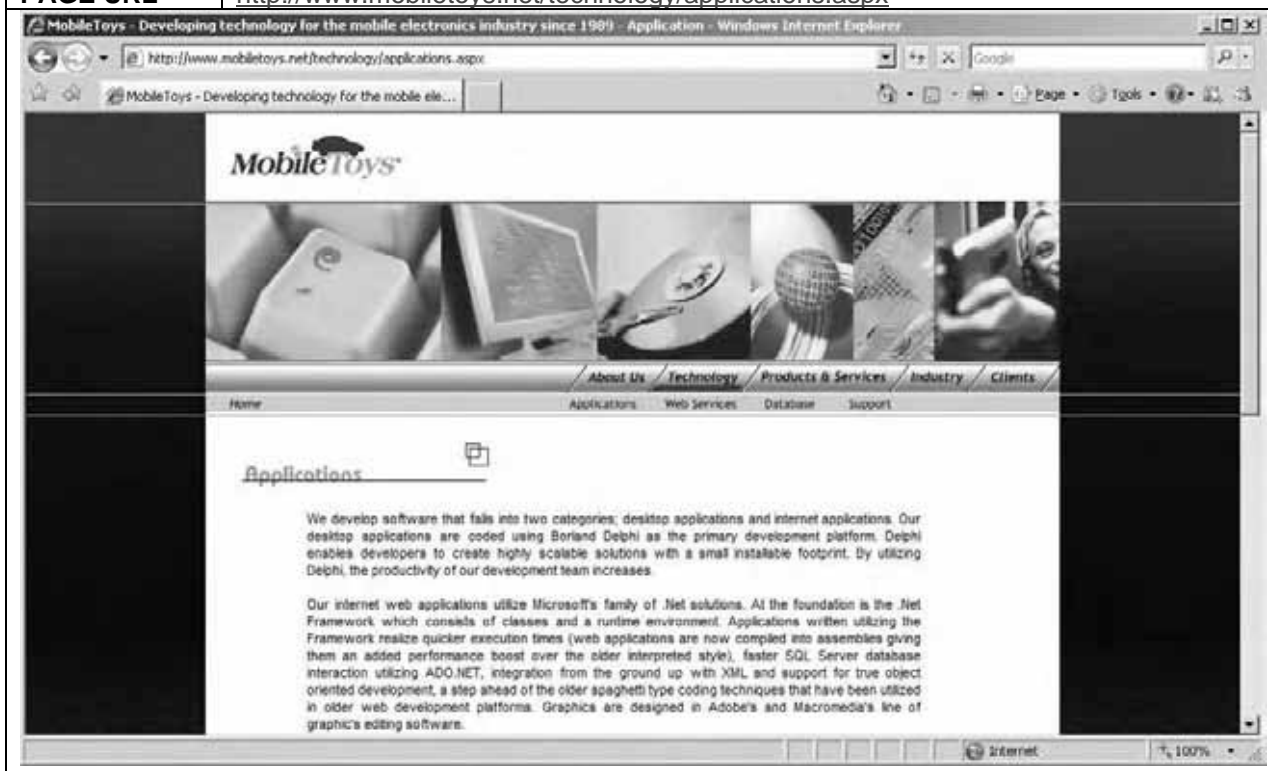 PAGE URL http://www.mobiletoys.net/technology/applications.aspx
MobileToys - Developing technology for the mobile electronics industry since 1989 - Application - Windows Internet Explorer
http://www.mobiletoys.net/technology/applications.aspx
Google
MobileToys - Developing technology for the mobile ele...
Page
Tools
MobileToys
About Us Technology Products & Services Industry Clients
Home Applications Web Services Database Support
Applications
We develop software that falls into two categories; desktop applications and internet applications. Our
desktop applications are coded using Borland Delphi as the primary development platform. Delphi
enables developers to create highly scalable solutions with a small installable footprint. By utilizing
Delphi, the productivity of our development team increases.
Our internet web applications utilize Microsoft's family of .Net solutions. At the foundation is the .Net
Framework which consists of classes and a runtime environment. Applications written utilizing the
Framework realize quicker execution times (web applications are now compiled into assemblies giving
them an added performance boost over the older interpreted style), faster SQL Server database
interaction utilizing ADO.NET, integration from the ground up with XML and support for true object
oriented development, a step ahead of the older spaghetti type coding techniques that have been utilized
in older web development platforms. Graphics are designed in Adobe's and Macromedia's line of
graphic's editing software.
Internet
100%